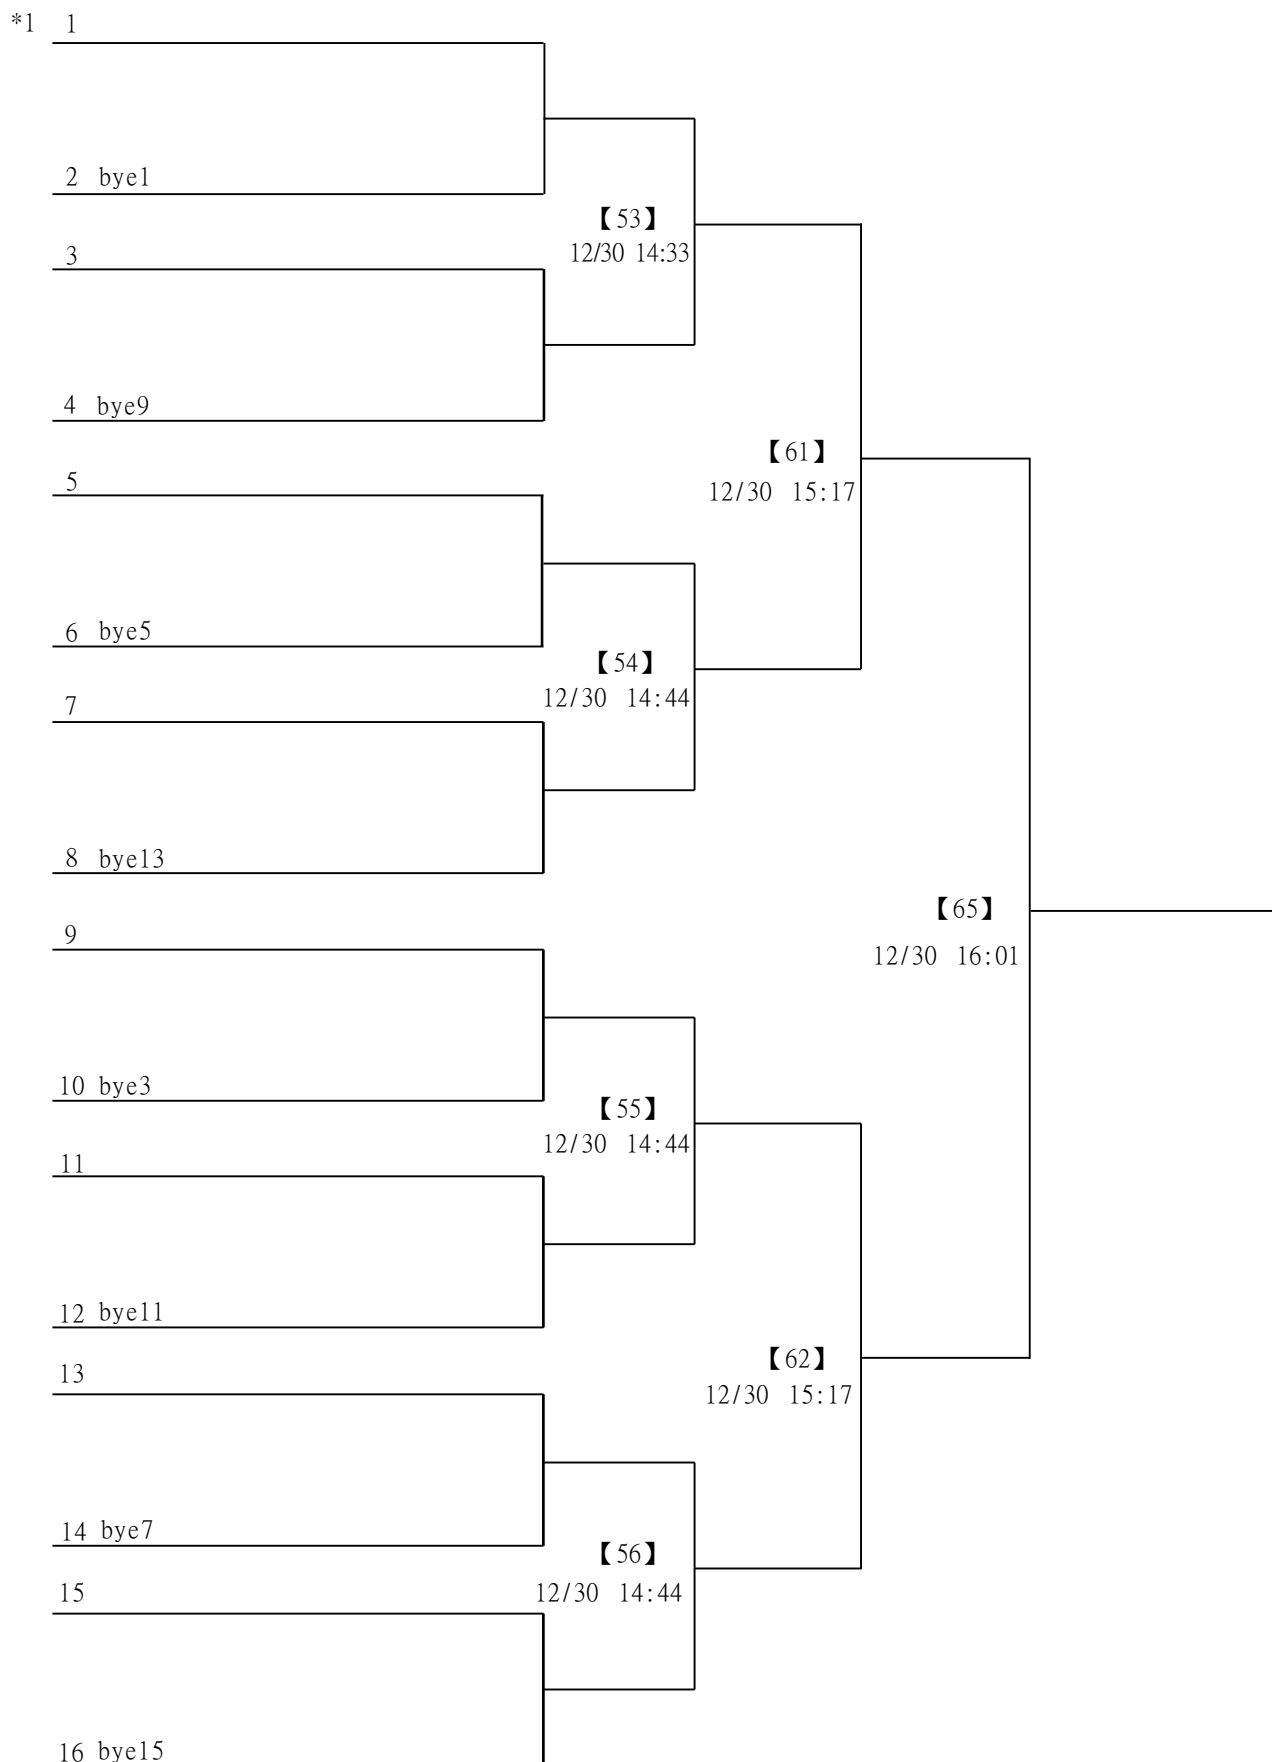 *1 1
2 bye1
【53】
12/30 14:33
3
4 bye9
【61】
12/30 15:17
5
6 bye5
【54】
12/30 14:44
7
8 bye13
【65】
12/30 16:01
9
10 bye3
【55】
12/30 14:44
11
12 bye11
【62】
12/30 15:17
13
14 bye7
【56】
12/30 14:44
15
16 bye15